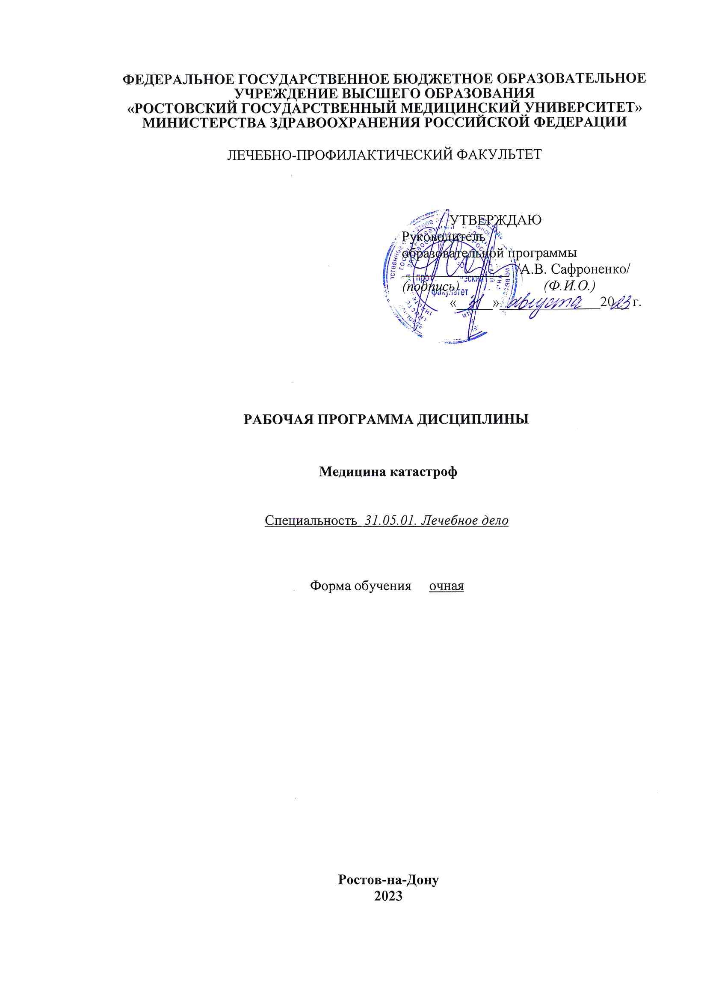 ФЕДЕРАЛЬНОЕ ГОСУДАРСТВЕННОЕ БЮДЖЕТНОЕ ОБРАЗОВАТЕЛЬНОЕ
УЧРЕЖДЕНИЕ ВЫСШЕГО ОБРАЗОВАНИЯ
«РОСТОВСКИЙ ГОСУДАРСТВЕННЫЙ МЕДИЦИНСКИЙ УНИВЕРСИТЕТ»
МИНИСТЕРСТВА ЗДРАВООХРАНЕНИЯ РОССИЙСКОЙ ФЕДЕРАЦИИ
ЛЕЧЕБНО-ПРОФИЛАКТИЧЕСКИЙ ФАКУЛЬТЕТ
УТВЕРЖДАЮ
Руководитель
образовательной программы
/А.В. Сафроненко/
(подпись) (Ф.И.О.)
факультет
«31» августа 2023 г.
РАБОЧАЯ ПРОГРАММА ДИСЦИПЛИНЫ
Медицина катастроф
Специальность 31.05.01. Лечебное дело
Форма обучения очная
Ростов-на-Дону
2023